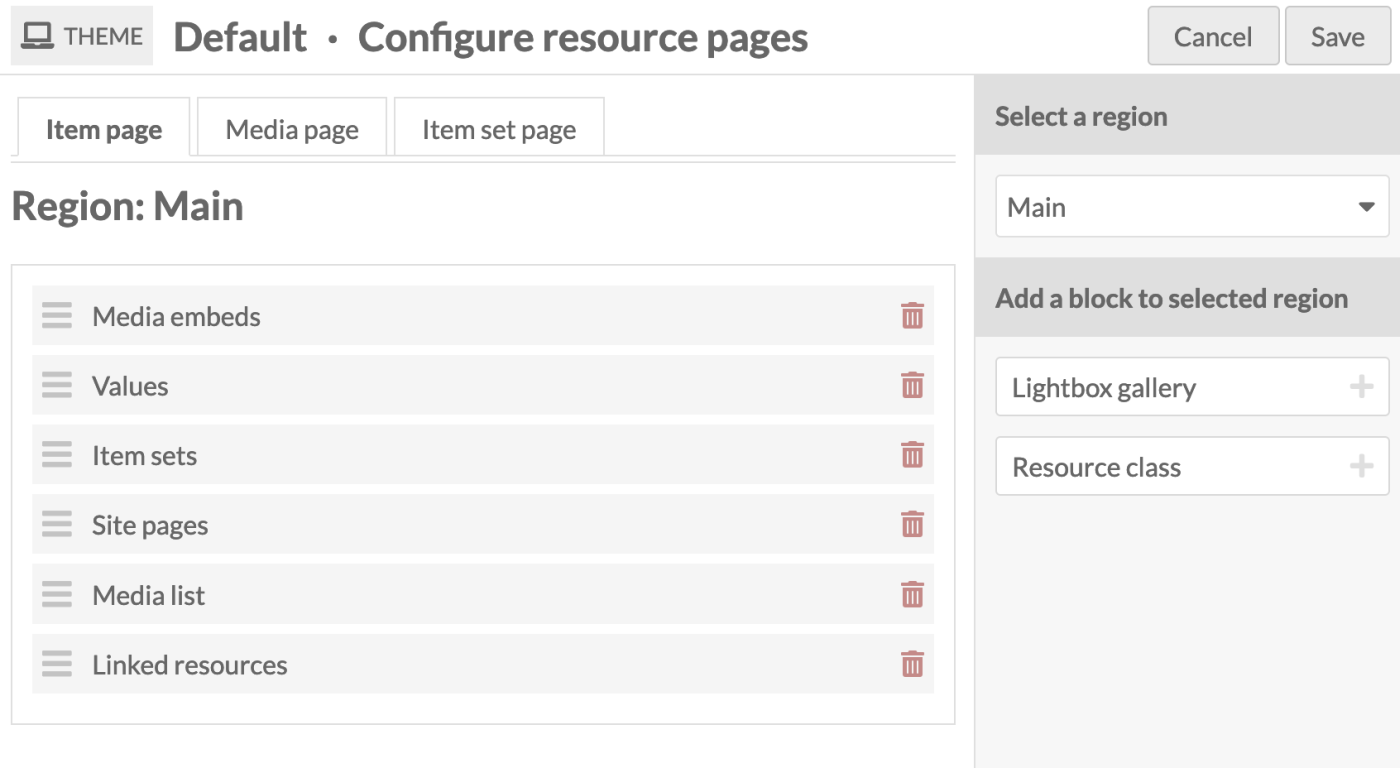 THEME Default · Configure resource pages Cancel Save
Item page Media page Item set page
Region: Main
Media embeds
Values
Item sets
Site pages
Media list
Linked resources
Select a region
Main
Add a block to selected region
Lightbox gallery
Resource class